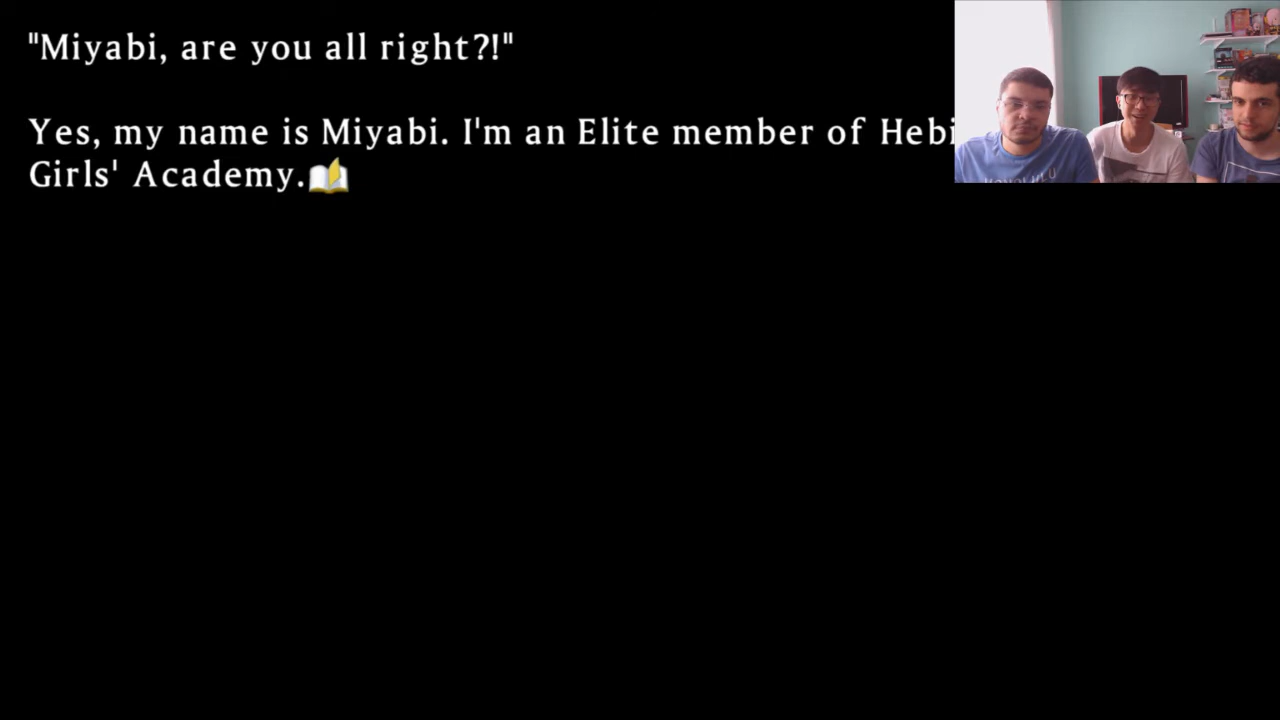 "Miyabi, are you all right?!"
Yes, my name is Miyabi. I'm an Elite member of
Girls' Academy.